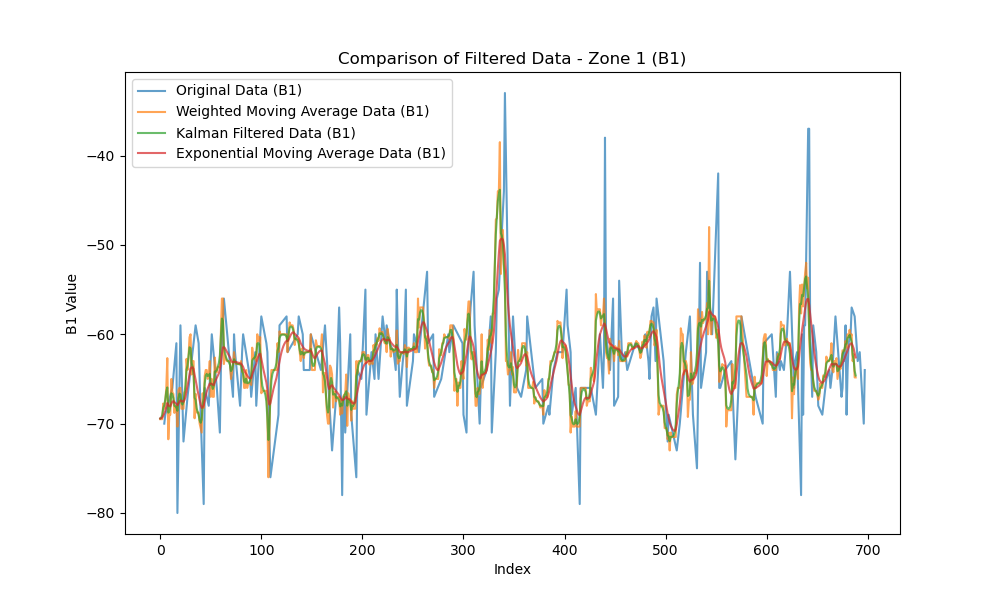 Comparison of Filtered Data - Zone 1 (B1)
Original Data (B1)
Weighted Moving Average Data (B1)
Kalman Filtered Data (B1)
Exponential Moving Average Data (B1)
B1 Value
−40
−50
−60
−70
−80
0 100 200 300 400 500 600 700
Index